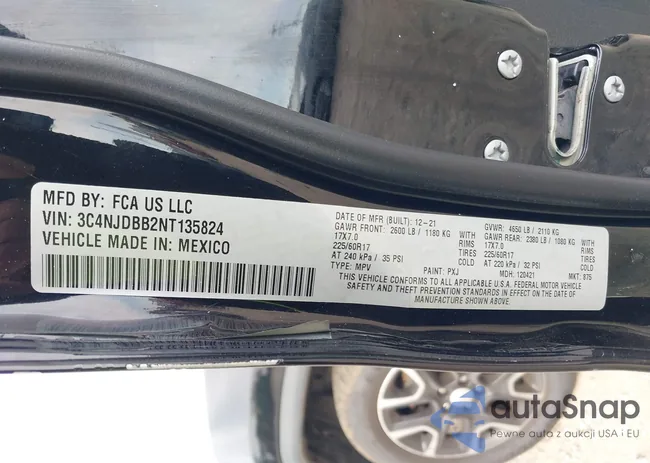 MFD BY: FCA US LLC
VIN: 3C4NJDBB2NT135824
VEHICLE MADE IN: MEXICO
DATE OF MFR (BUILT): 12-21
GAWR FRONT: 2600 LB / 1180 KG
17X7.0 RIMS
225/60R17 TIRES
AT 240 kPa / 35 PSI COLD
TYPE: MPV PAINT: PXJ
GVWR: 4650 LB / 2110 KG
WITH GAWR REAR: 2380 LB / 1080 KG WITH
RIMS 17X7.0 RIMS
TIRES 225/60R17 TIRES
COLD AT 220 kPa / 32 PSI COLD
MDH: 120421 MKT: 875
THIS VEHICLE CONFORMS TO ALL APPLICABLE U.S.A. FEDERAL MOTOR VEHICLE
SAFETY AND THEFT PREVENTION STANDARDS IN EFFECT ON THE DATE OF
MANUFACTURE SHOWN ABOVE.
autaSnap
Pewne auta z aukcji USA i EU